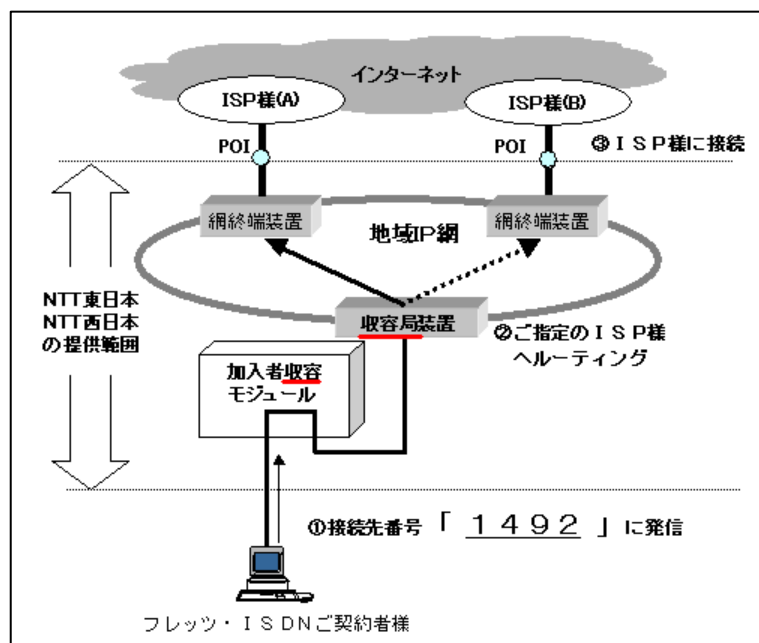 インターネット
ISP様(A)
ISP様(B)
POI
POI
③ＩＳＰ様に接続
網終端装置
網終端装置
地域IP網
NTT東日本
NTT西日本
の提供範囲
収容局装置
②ご指定のＩＳＰ様
へルーティング
加入者収容
モジュール
①接続先番号「１４９２」に発信
フレッツ・ＩＳＤＮご契約者様